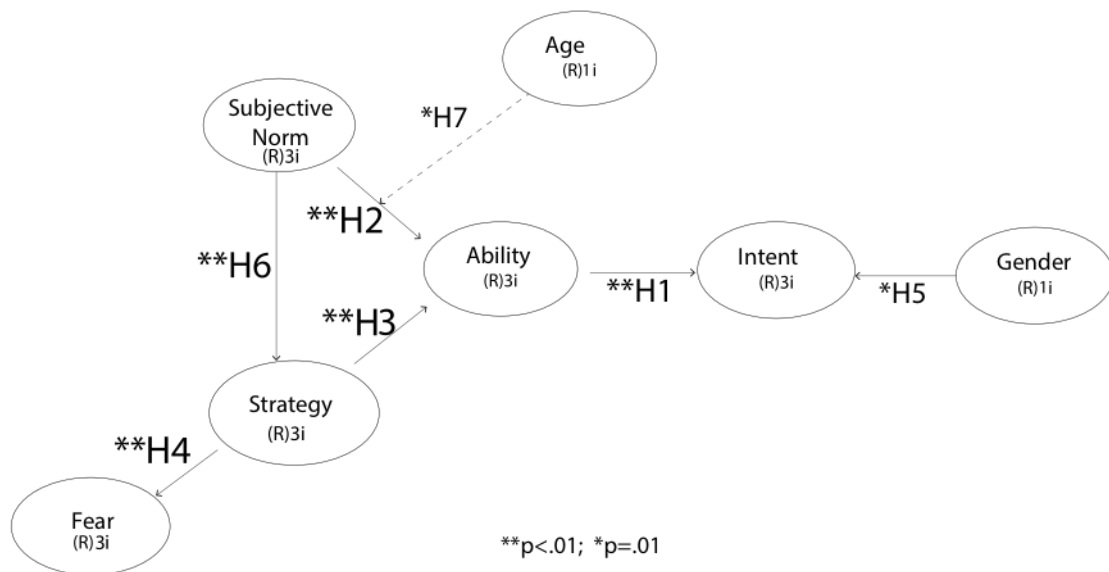 Age
(R)1i
Subjective
Norm
(R)3i
*H7
**H2
**H6
Ability
(R)3i
**H1
Intent
(R)3i
*H5
Gender
(R)1i
**H3
Strategy
(R)3i
**H4
Fear
(R)3i
**p<.01; *p=.01